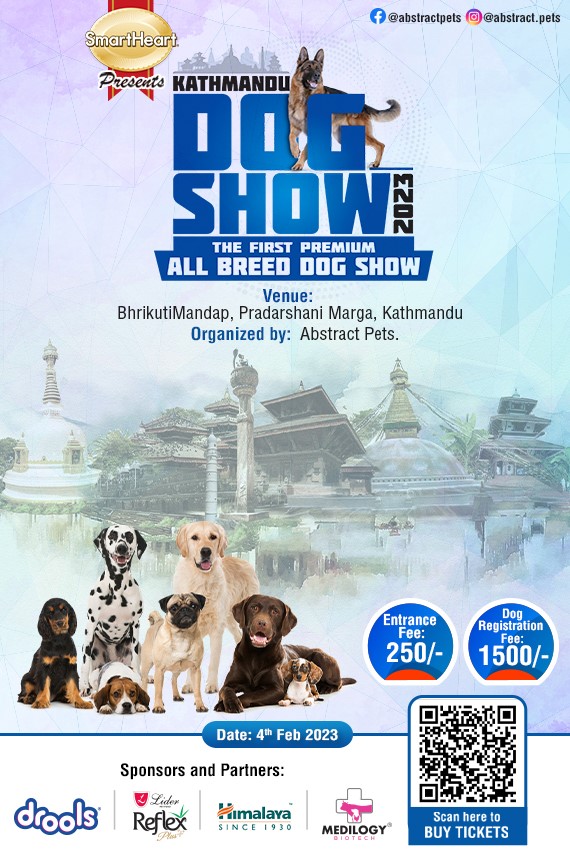 @abstractpets @abstract.pets
SmartHeart
Presents
KATHMANDU
DOG
SHOW
2023
THE FIRST PREMIUM
ALL BREED DOG SHOW
Venue:
BhrikutiMandap, Pradarshani Marga, Kathmandu
Organized by: Abstract Pets.
Entrance
Fee:
250/-
Dog
Registration
Fee:
1500/-
Date: 4th Feb 2023
Sponsors and Partners:
drools
Lider
Reflex
Plus
Himalaya
SINCE 1930
MEDILOGY
BIOTECH
Scan here to
BUY TICKETS